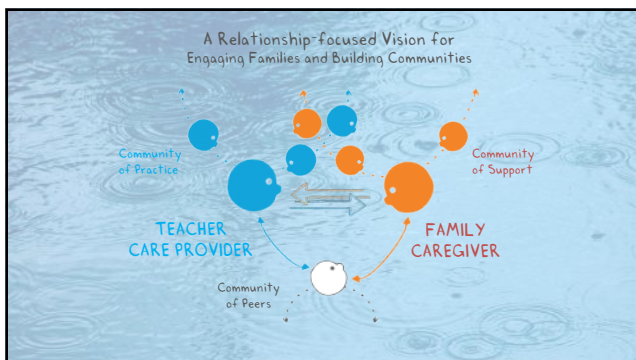 A Relationship-focused Vision for
Engaging Families and Building Communities
Community
of Practice
Community
of Support
TEACHER
CARE PROVIDER
FAMILY
CAREGIVER
Community
of Peers